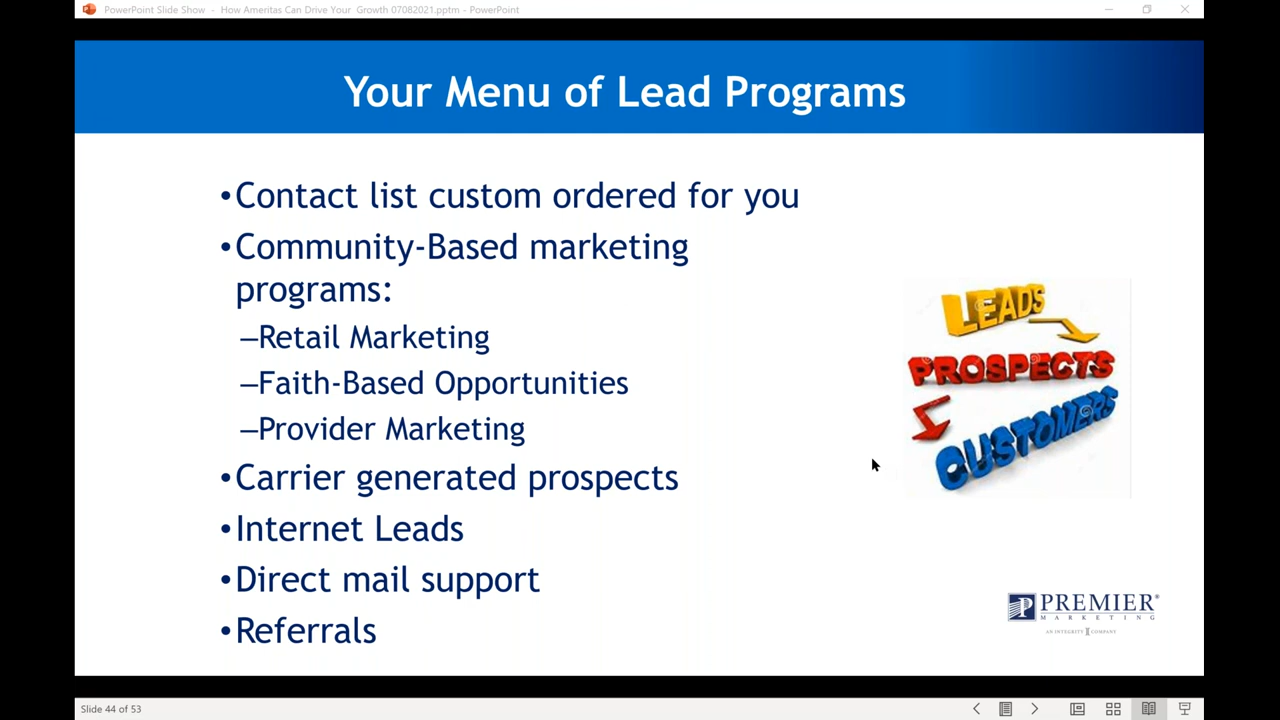 PowerPoint Slide Show - How Ameritas Can Drive Your Growth 07082021.pptm - PowerPoint
Your Menu of Lead Programs
•Contact list custom ordered for you
•Community-Based marketing
programs:
–Retail Marketing
–Faith-Based Opportunities
–Provider Marketing
•Carrier generated prospects
•Internet Leads
•Direct mail support
•Referrals
LEADS
PROSPECTS
CUSTOMERS
PREMIER®
MARKETING
AN INTEGRITY COMPANY
Slide 44 of 53